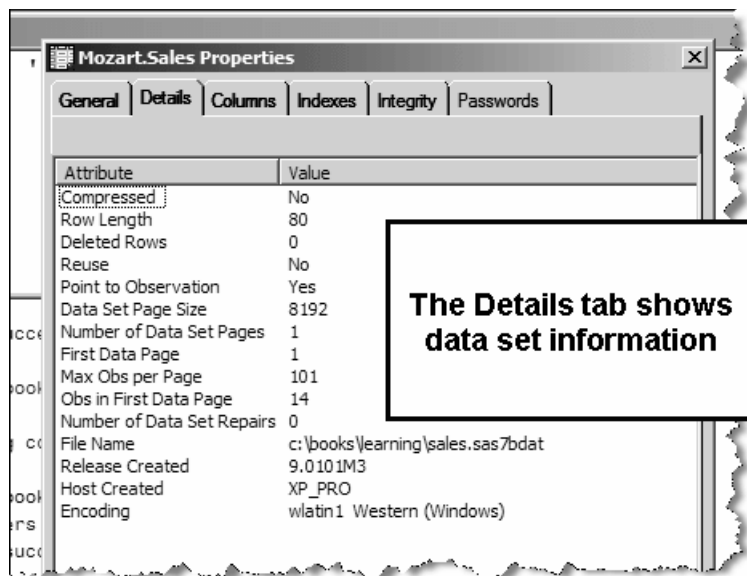 Mozart.Sales Properties
General Details Columns Indexes Integrity Passwords
Attribute Value
Compressed No
Row Length 80
Deleted Rows 0
Reuse No
Point to Observation Yes
Data Set Page Size 8192
Number of Data Set Pages 1
First Data Page 1
Max Obs per Page 101
Obs in First Data Page 14
Number of Data Set Repairs 0
File Name c:\books\learning\sales.sas7bdat
Release Created 9.0101M3
Host Created XP_PRO
Encoding wlatin1 Western (Windows)
The Details tab shows
data set information